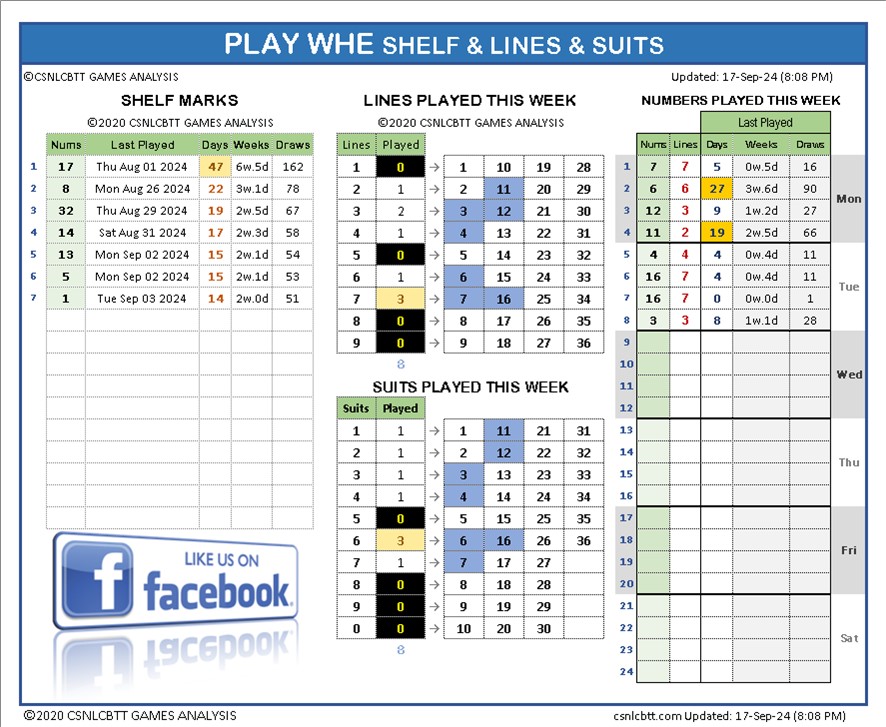 PLAY WHE SHELF & LINES & SUITS
©CSNLCBTT GAMES ANALYSIS
Updated: 17-Sep-24 (8:08 PM)
SHELF MARKS
©2020 CSNLCBTT GAMES ANALYSIS
Nums Last Played Days Weeks Draws
1 17 Thu Aug 01 2024 47 6w.5d 162
2 8 Mon Aug 26 2024 22 3w.1d 78
3 32 Thu Aug 29 2024 19 2w.5d 67
4 14 Sat Aug 31 2024 17 2w.3d 58
5 13 Mon Sep 02 2024 15 2w.1d 54
6 5 Mon Sep 02 2024 15 2w.1d 53
7 1 Tue Sep 03 2024 14 2w.0d 51
LIKE US ON
facebook.
LINES PLAYED THIS WEEK
©2020 CSNLCBTT GAMES ANALYSIS
Lines Played
1 0 → 1 10 19 28
2 1 → 2 11 20 29
3 2 → 3 12 21 30
4 1 → 4 13 22 31
5 0 → 5 14 23 32
6 1 → 6 15 24 33
7 3 → 7 16 25 34
8 0 → 8 17 26 35
9 0 → 9 18 27 36
8
SUITS PLAYED THIS WEEK
Suits Played
1 1 → 1 11 21 31
2 1 → 2 12 22 32
3 1 → 3 13 23 33
4 1 → 4 14 24 34
5 0 → 5 15 25 35
6 3 → 6 16 26 36
7 1 → 7 17 27
8 0 → 8 18 28
9 0 → 9 19 29
0 0 → 10 20 30
8
NUMBERS PLAYED THIS WEEK
Last Played
Nums Lines Days Weeks Draws
1 7 7 5 0w.5d 16
2 6 6 27 3w.6d 90
3 12 3 9 1w.2d 27
4 11 2 19 2w.5d 66
Mon
5 4 4 4 0w.4d 11
6 16 7 4 0w.4d 11
7 16 7 0 0w.0d 1
8 3 3 8 1w.1d 28
Tue
9
10
11
12
Wed
13
14
15
16
Thu
17
18
19
20
Fri
21
22
23
24
Sat
©2020 CSNLCBTT GAMES ANALYSIS
csnlcbtt.com Updated: 17-Sep-24 (8:08 PM)